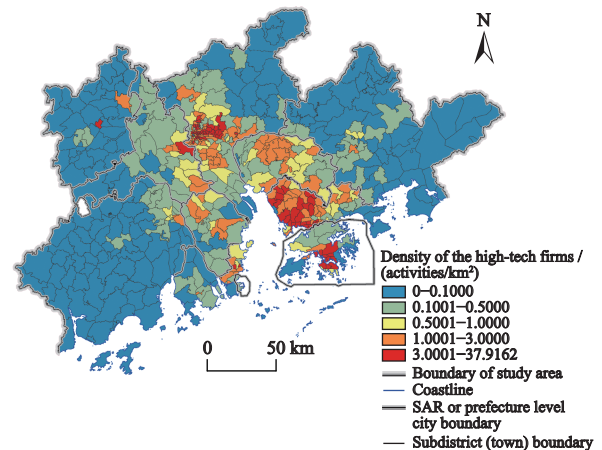 N
Density of the high-tech firms /
(activities/km²)
0−0.1000
0.1001−0.5000
0.5001−1.0000
1.0001−3.0000
3.0001−37.9162
Boundary of study area
Coastline
SAR or prefecture level
city boundary
Subdistrict (town) boundary
0 50 km